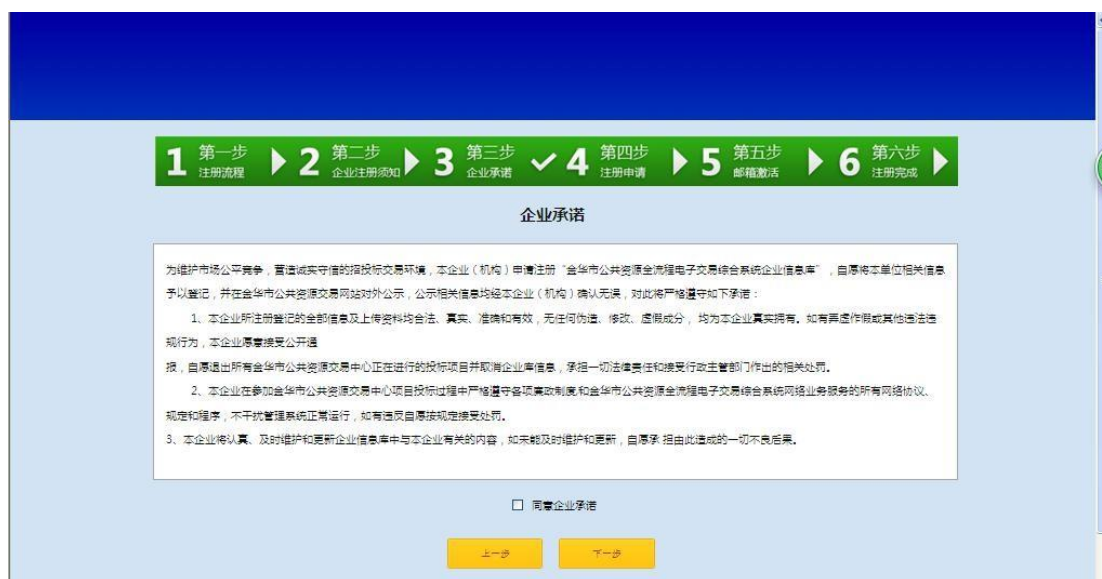 1 第一步 注册流程 2 第二步 企业注册须知 3 第三步 企业承诺 4 第四步 注册申请 5 第五步 邮箱激活 6 第六步 注册完成
企业承诺
为维护市场公平竞争，营造诚实守信的招投标交易环境，本企业（机构）申请注册“金华市公共资源全流程电子交易综合系统企业信息库”，自愿将本单位相关信息
予以登记，并在金华市公共资源交易网站对外公示，公示相关信息均经本企业（机构）确认无误，对此将严格遵守如下承诺：
1、本企业所注册登记的全部信息及上传资料均合法、真实、准确和有效，无任何伪造、修改、虚假成分， 均为本企业真实拥有。如有弄虚作假或其他违法违
规行为，本企业愿意接受公开通
报，自愿退出所有金华市公共资源交易中心正在进行的投标项目并取消企业库信息，承担一切法律责任和接受行政主管部门作出的相关处罚。
2、本企业在参加金华市公共资源交易中心项目投标过程中严格遵守各项廉政制度和金华市公共资源全流程电子交易综合系统网络业务服务的所有网络协议、
规定和程序，不干扰管理系统正常运行，如有违反自愿按规定接受处罚。
3、本企业将认真、及时维护和更新企业信息库中与本企业有关的内容，如未能及时维护和更新，自愿承 担由此造成的一切不良后果。
同意企业承诺
上一步 下一步